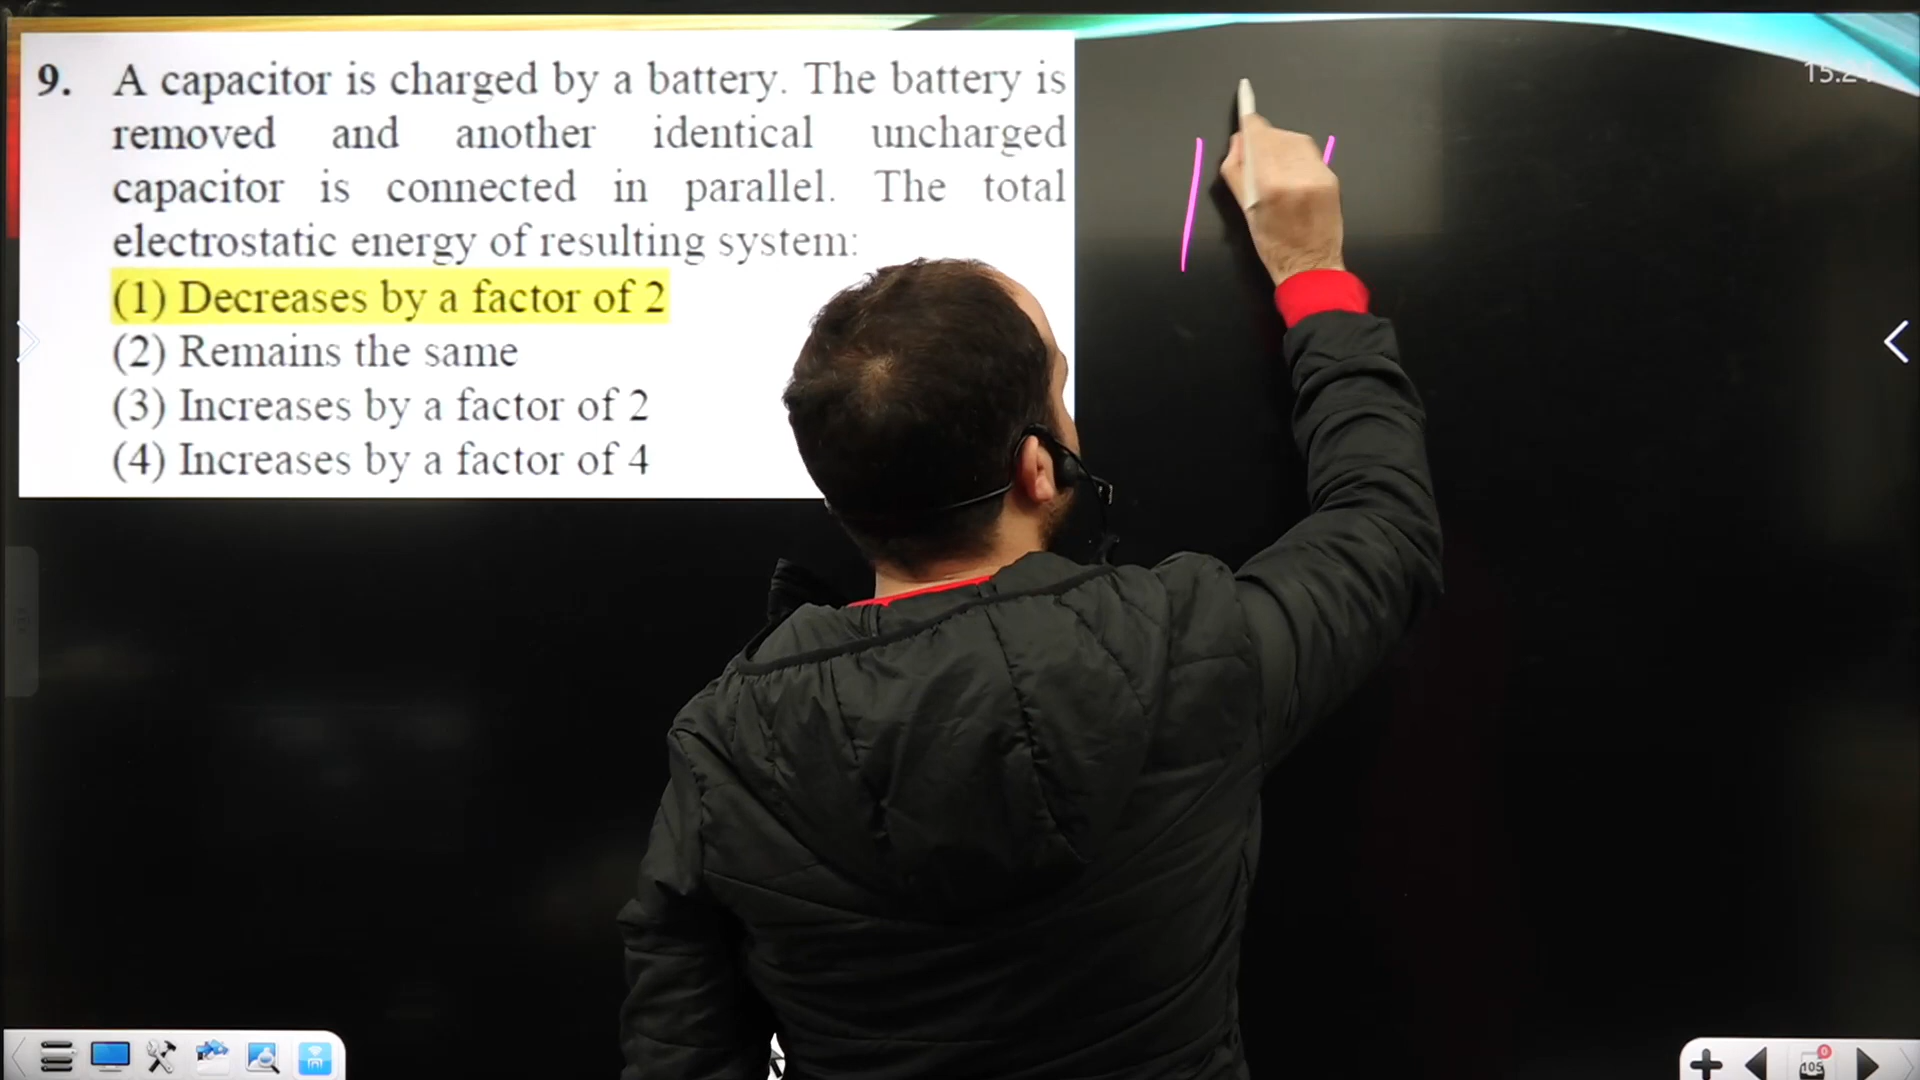 9. A capacitor is charged by a battery. The battery is
removed and another identical uncharged
capacitor is connected in parallel. The total
electrostatic energy of resulting system:
(1) Decreases by a factor of 2
(2) Remains the same
(3) Increases by a factor of 2
(4) Increases by a factor of 4
0
105